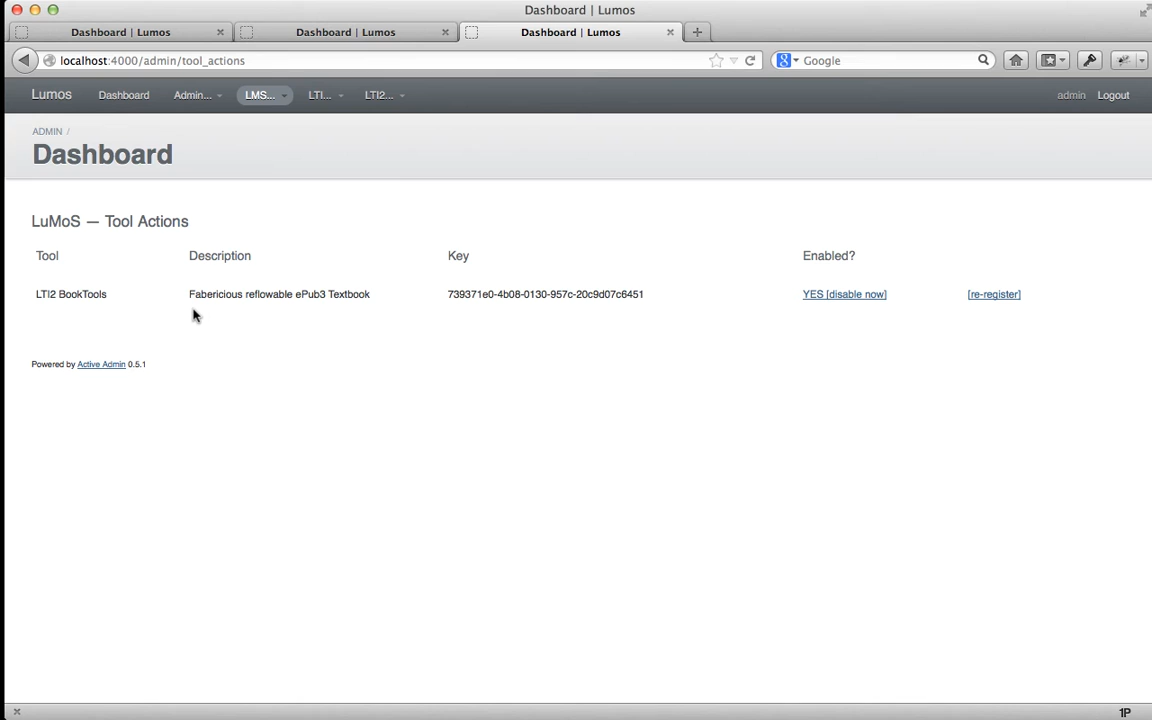 Dashboard | Lumos
Dashboard | Lumos
Dashboard | Lumos
Dashboard | Lumos
localhost:4000/admin/tool_actions
Google
Lumos
Dashboard
Admin...
LMS...
LTI...
LTI2...
admin
Logout
ADMIN /
Dashboard
LuMoS — Tool Actions
Tool Description Key Enabled?
LTI2 BookTools Fabericious reflowable ePub3 Textbook 739371e0-4b08-0130-957c-20c9d07c6451 YES [disable now] [re-register]
Powered by Active Admin 0.5.1
1P